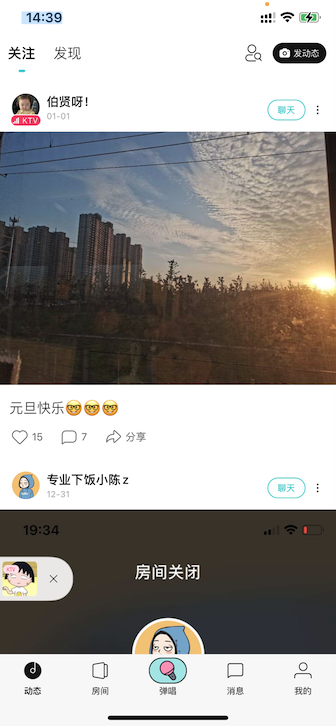 14:39
关注 发现
发动态
伯贤呀！
KTV
01-01
聊天
元旦快乐🤓🤓🤓
15 7 分享
专业下饭小陈z
12-31
聊天
19:34
KTV
房间关闭
动态 房间 弹唱 消息 我的